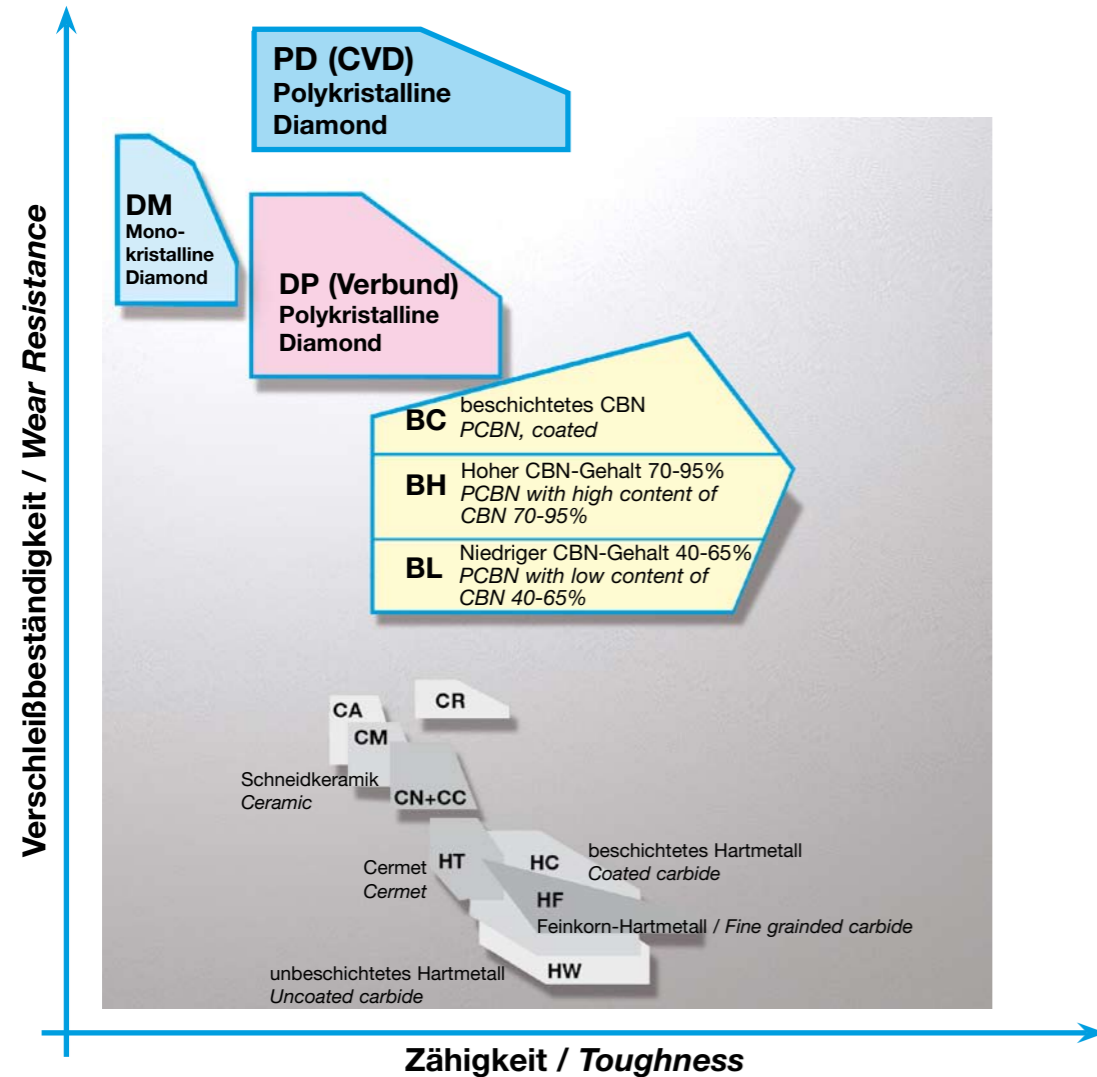 Verschleißbeständigkeit / Wear Resistance
PD (CVD)
Polykristalline
Diamond
DM
Mono-
kristalline
Diamond
DP (Verbund)
Polykristalline
Diamond
BC
beschichtetes CBN
PCBN, coated
BH
Hoher CBN-Gehalt 70-95%
PCBN with high content of
CBN 70-95%
BL
Niedriger CBN-Gehalt 40-65%
PCBN with low content of
CBN 40-65%
CA
CR
CM
Schneidkeramik
Ceramic
CN+CC
Cermet
Cermet
HT
HC
beschichtetes Hartmetall
Coated carbide
HF
Feinkorn-Hartmetall / Fine grainded carbide
unbeschichtetes Hartmetall
Uncoated carbide
HW
Zähigkeit / Toughness